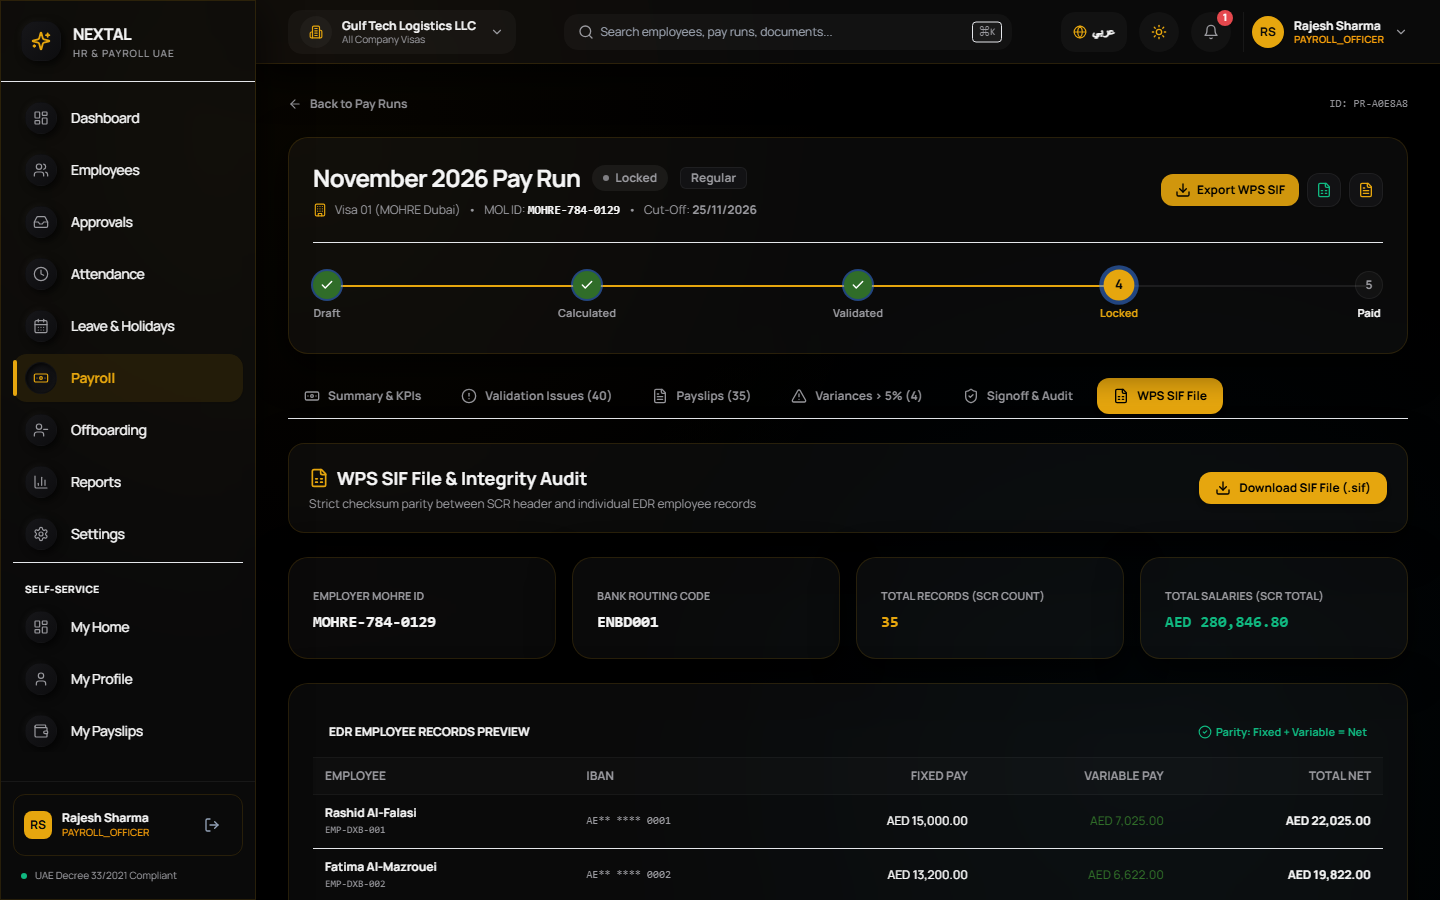 NEXTAL
HR & PAYROLL UAE
Dashboard
Employees
Approvals
Attendance
Leave & Holidays
Payroll
Offboarding
Reports
Settings
SELF-SERVICE
My Home
My Profile
My Payslips
RS
Rajesh Sharma
PAYROLL_OFFICER
UAE Decree 33/2021 Compliant
Gulf Tech Logistics LLC
All Company Visas
Search employees, pay runs, documents...
⌘K
عربي
1
RS
Rajesh Sharma
PAYROLL_OFFICER
Back to Pay Runs
ID: PR-A0E8A8
November 2026 Pay Run
Locked
Regular
Visa 01 (MOHRE Dubai) • MOL ID: MOHRE-784-0129 • Cut-Off: 25/11/2026
Export WPS SIF
Draft
Calculated
Validated
4
Locked
5
Paid
Summary & KPIs
Validation Issues (40)
Payslips (35)
Variances > 5% (4)
Signoff & Audit
WPS SIF File
WPS SIF File & Integrity Audit
Strict checksum parity between SCR header and individual EDR employee records
Download SIF File (.sif)
EMPLOYER MOHRE ID
MOHRE-784-0129
BANK ROUTING CODE
ENBD001
TOTAL RECORDS (SCR COUNT)
35
TOTAL SALARIES (SCR TOTAL)
AED 280,846.80
EDR EMPLOYEE RECORDS PREVIEW
Parity: Fixed + Variable = Net
EMPLOYEE IBAN FIXED PAY VARIABLE PAY TOTAL NET
Rashid Al-Falasi
EMP-DXB-001
AE** **** 0001 AED 15,000.00 AED 7,025.00 AED 22,025.00
Fatima Al-Mazrouei
EMP-DXB-002
AE** **** 0002 AED 13,200.00 AED 6,622.00 AED 19,822.00